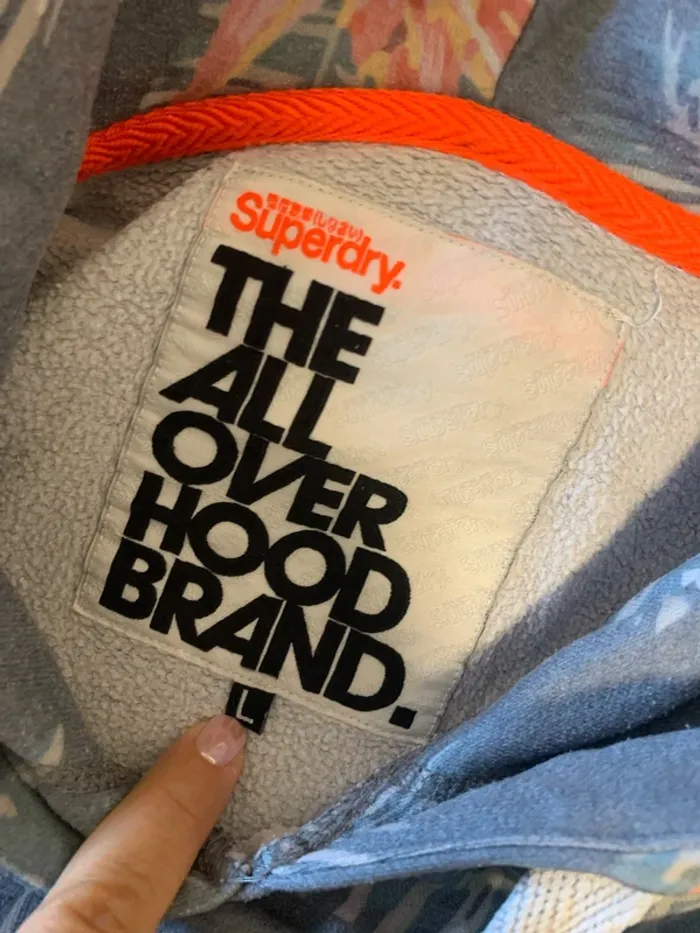 Superdry.
THE
ALL
OVER
HOOD
BRAND.
L